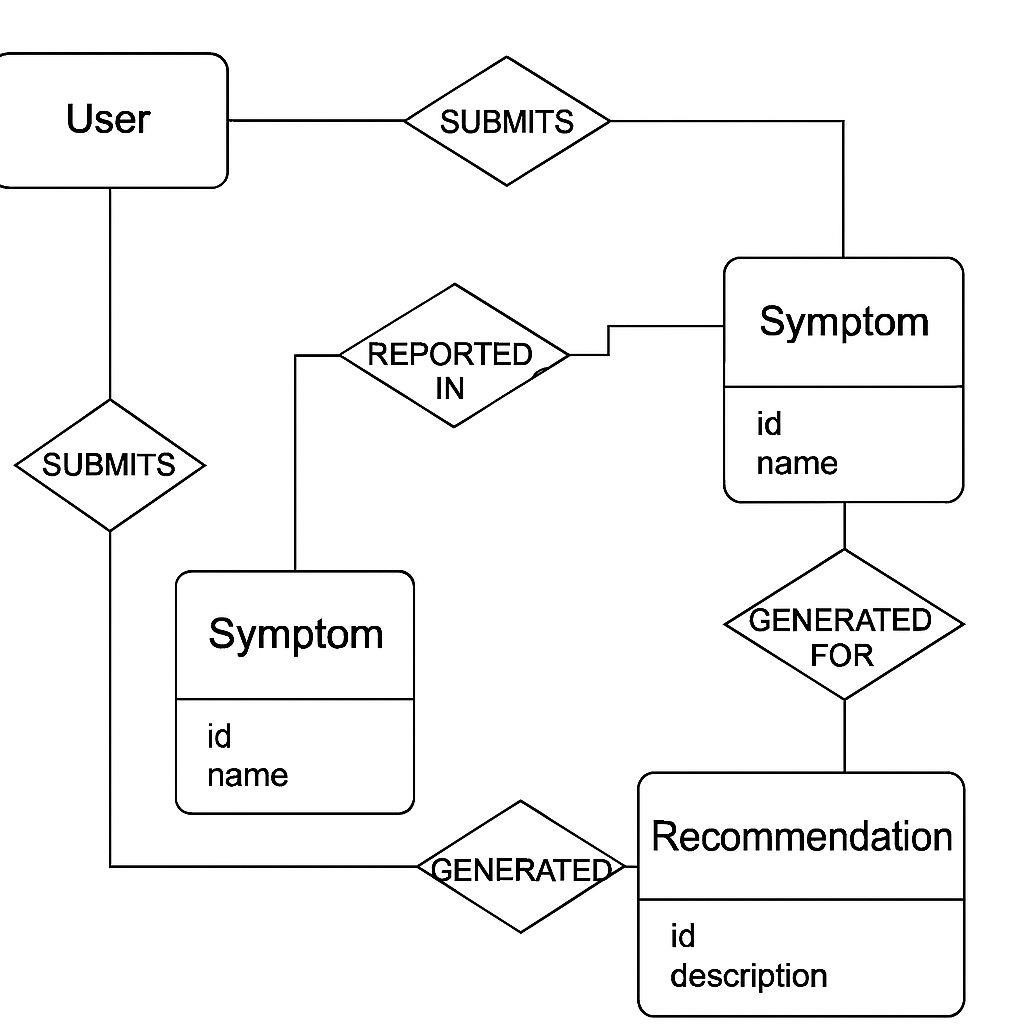 User
SUBMITS
Symptom
id
name
REPORTED
IN
SUBMITS
Symptom
id
name
GENERATED
FOR
GENERATED
Recommendation
id
description